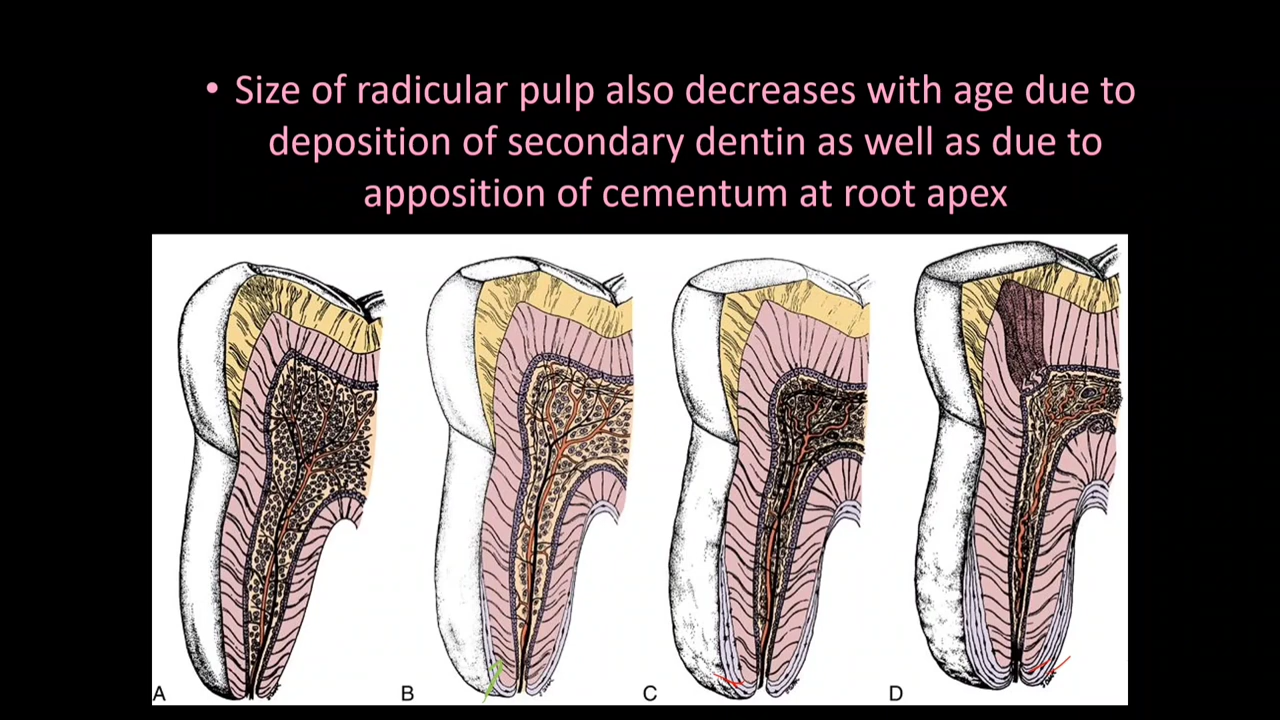 • Size of radicular pulp also decreases with age due to
deposition of secondary dentin as well as due to
apposition of cementum at root apex
A B C D